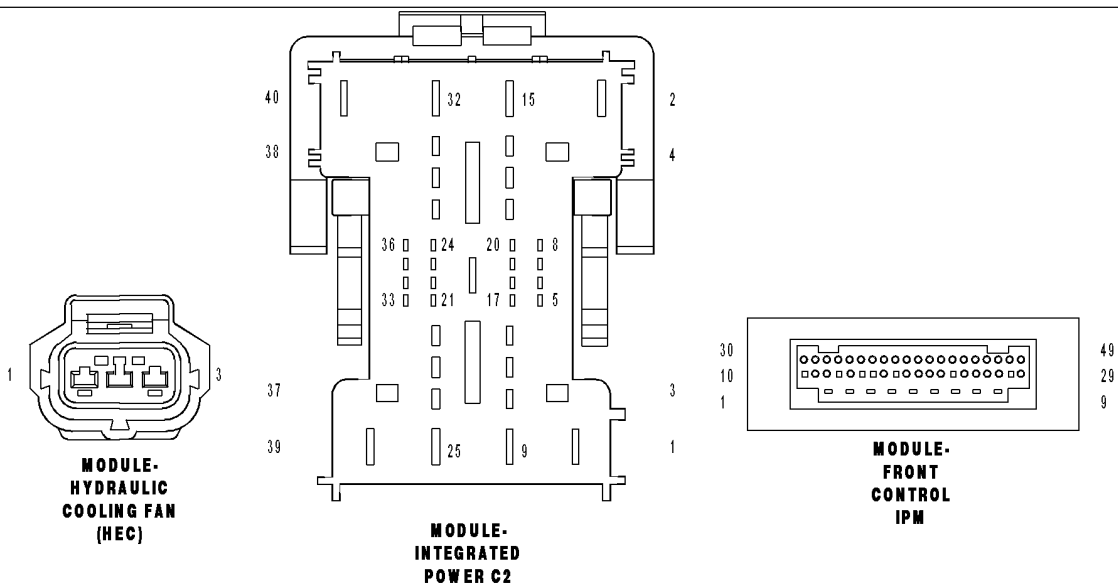 40 32 15 2
38 4
36 24 20 8
33 21 17 5
1 3
37 3
39 25 9 1
30 49
10 29
1 9
MODULE-
HYDRAULIC
COOLING FAN
(HEC)
MODULE-
INTEGRATED
POWER C2
MODULE-
FRONT
CONTROL
IPM